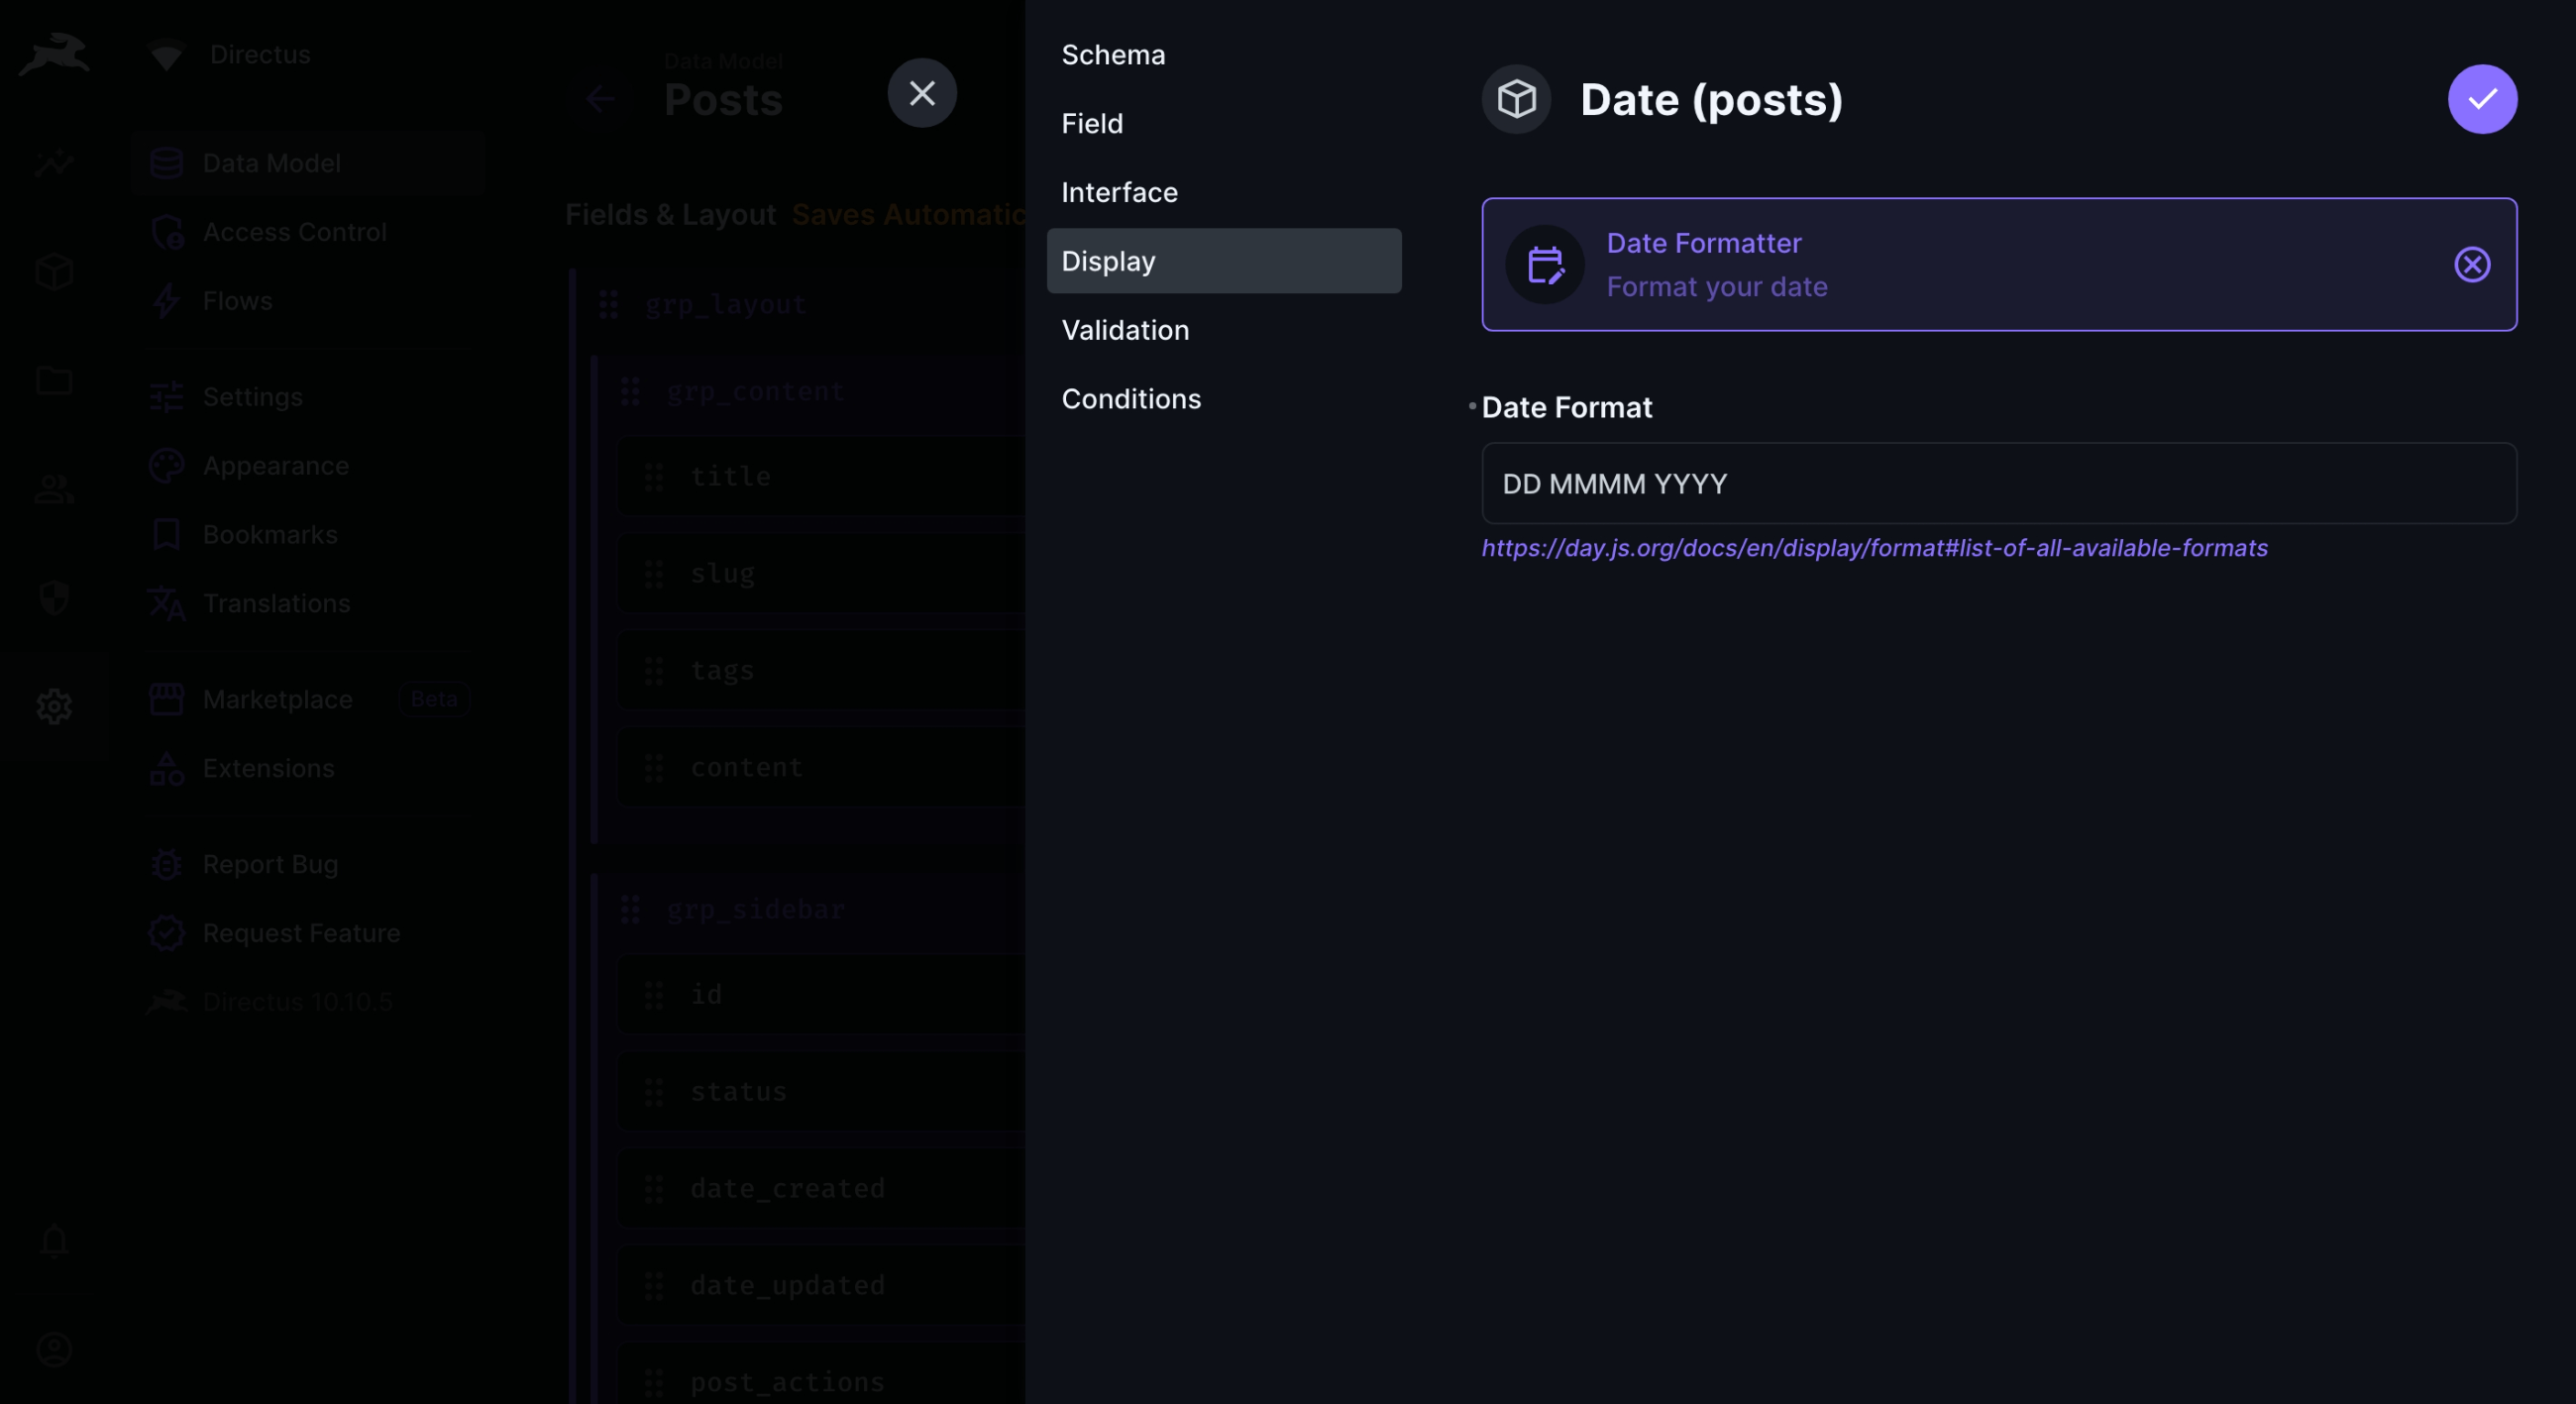 Directus
Data Model
Access Control
Flows
Settings
Appearance
Bookmarks
Translations
Marketplace Beta
Extensions
Report Bug
Request Feature
Directus 10.10.5
Data Model
Posts
Fields & Layout Saves Automatic
grp_layout
grp_content
title
slug
tags
content
grp_sidebar
id
status
date_created
date_updated
post_actions
Schema
Field
Interface
Display
Validation
Conditions
Date (posts)
Date Formatter
Format your date
Date Format
DD MMMM YYYY
https://day.js.org/docs/en/display/format#list-of-all-available-formats